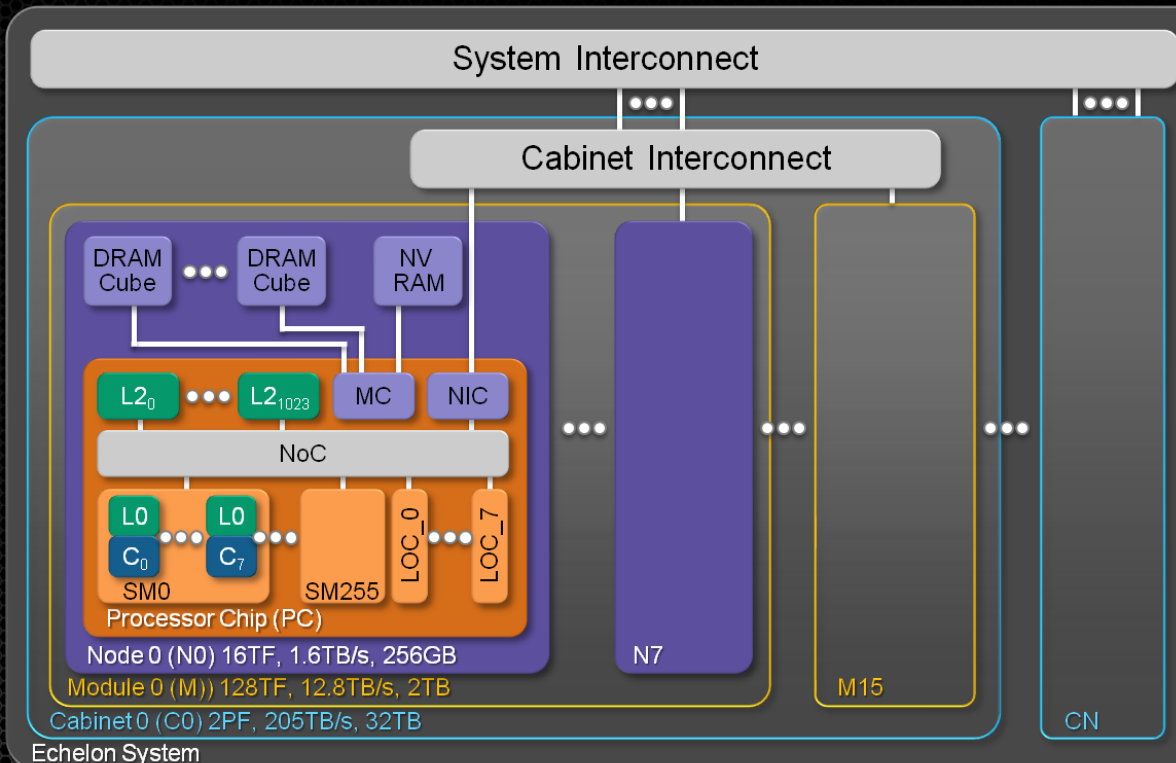 System Interconnect
Cabinet Interconnect
DRAM
Cube
DRAM
Cube
NV
RAM
L2₀
L2₁₀₂₃
MC
NIC
NoC
L0
C₀
L0
C₇
SM0
SM255
LOC_0
LOC_7
Processor Chip (PC)
Node 0 (N0) 16TF, 1.6TB/s, 256GB
N7
Module 0 (M)) 128TF, 12.8TB/s, 2TB
M15
Cabinet 0 (C0) 2PF, 205TB/s, 32TB
CN
Echelon System